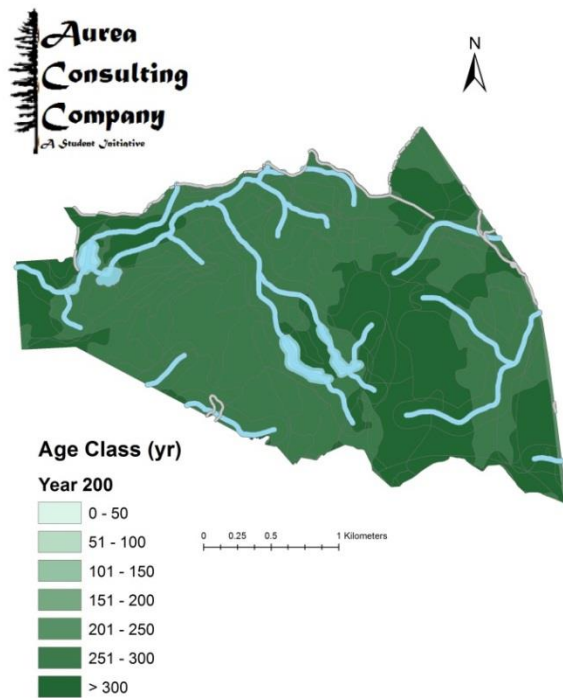 Aurea
Consulting
Company
A Student Initiative
N
Age Class (yr)
Year 200
0 - 50
51 - 100
101 - 150
151 - 200
201 - 250
251 - 300
> 300
0 0.25 0.5 1 Kilometers